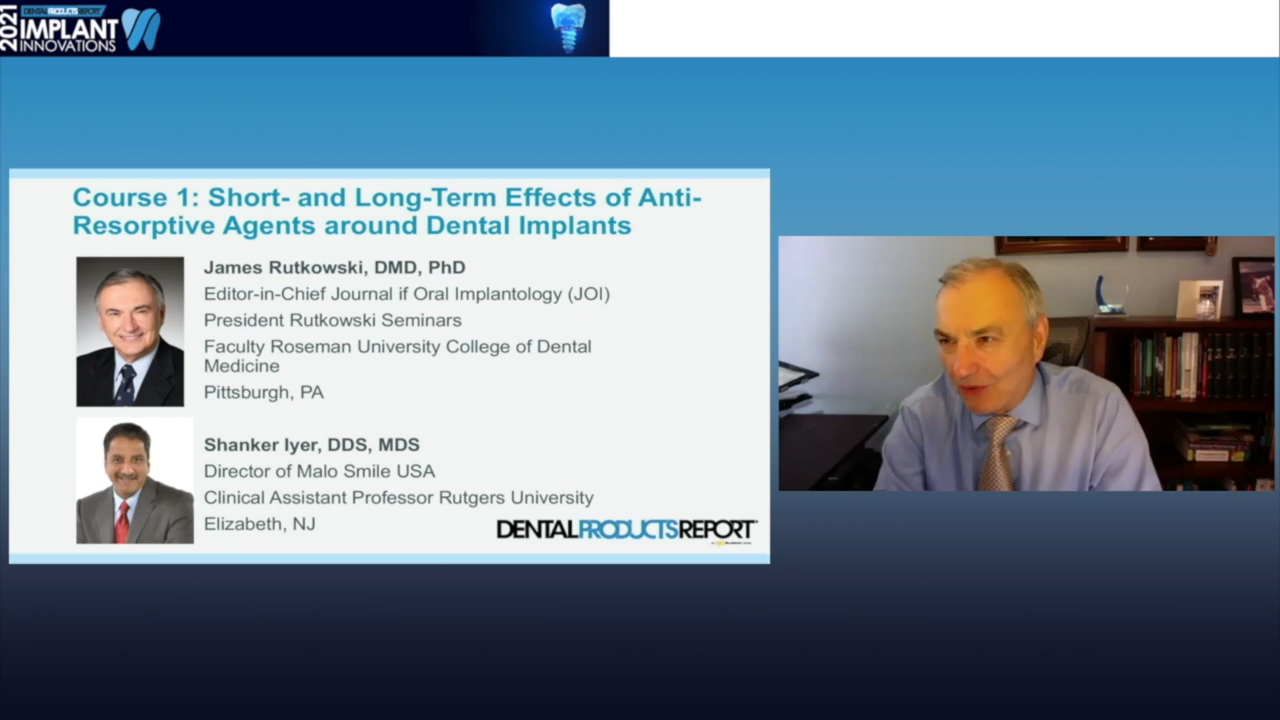 2021
DENTAL PRODUCTS REPORT
IMPLANT
INNOVATIONS
Course 1: Short- and Long-Term Effects of Anti-
Resorptive Agents around Dental Implants
James Rutkowski, DMD, PhD
Editor-in-Chief Journal if Oral Implantology (JOI)
President Rutkowski Seminars
Faculty Roseman University College of Dental
Medicine
Pittsburgh, PA
Shanker Iyer, DDS, MDS
Director of Malo Smile USA
Clinical Assistant Professor Rutgers University
Elizabeth, NJ
DENTALPRODUCTSREPORT